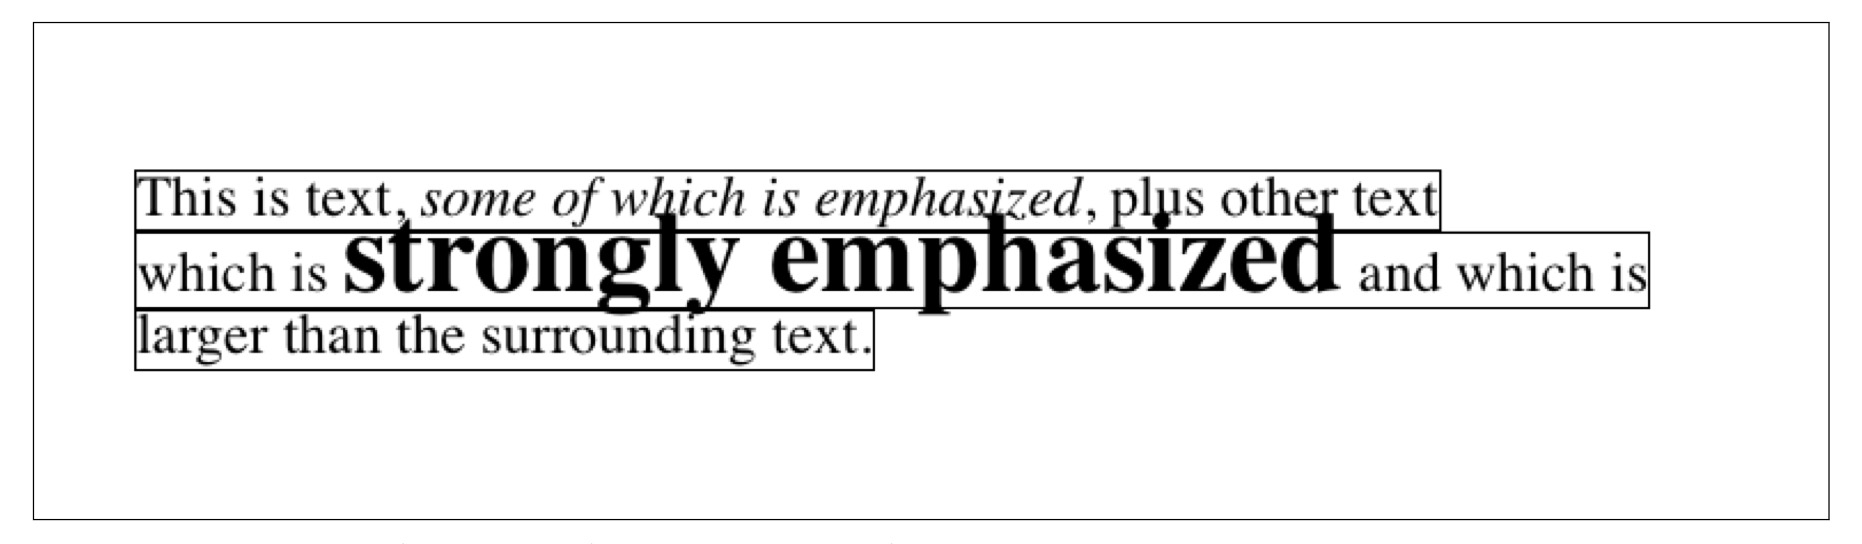 This is text, some of which is emphasized, plus other text
which is strongly emphasized and which is
larger than the surrounding text.